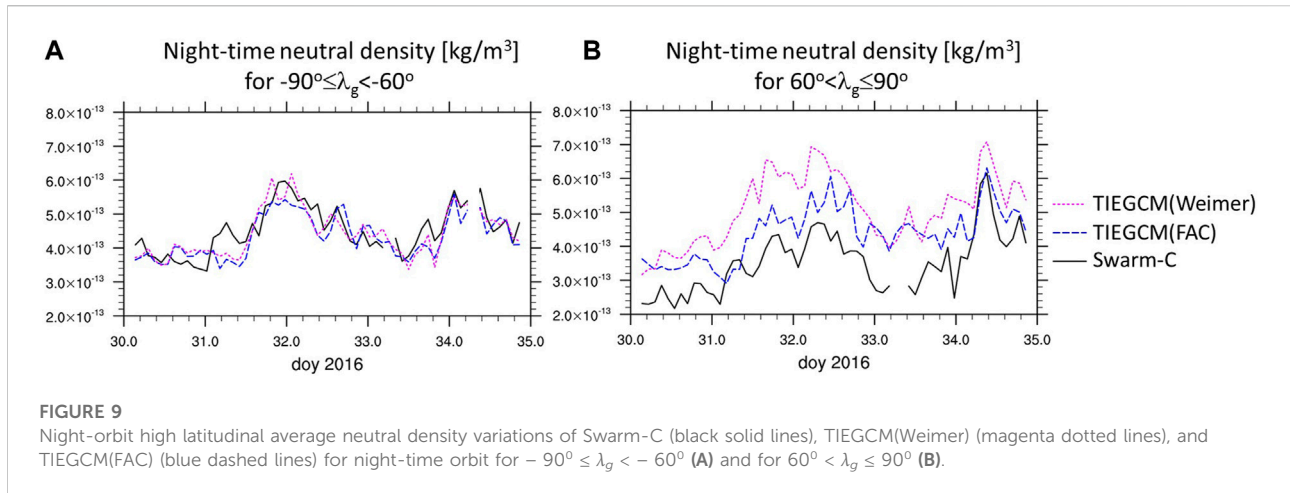 A
Night-time neutral density [kg/m³]
for -90°≤λg<-60°
8.0×10⁻¹³
7.0×10⁻¹³
6.0×10⁻¹³
5.0×10⁻¹³
4.0×10⁻¹³
3.0×10⁻¹³
2.0×10⁻¹³
30.0 31.0 32.0 33.0 34.0 35.0
doy 2016
B
Night-time neutral density [kg/m³]
for 60°<λg≤90°
8.0×10⁻¹³
7.0×10⁻¹³
6.0×10⁻¹³
5.0×10⁻¹³
4.0×10⁻¹³
3.0×10⁻¹³
2.0×10⁻¹³
30.0 31.0 32.0 33.0 34.0 35.0
doy 2016
TIEGCM(Weimer)
TIEGCM(FAC)
Swarm-C
FIGURE 9
Night-orbit high latitudinal average neutral density variations of Swarm-C (black solid lines), TIEGCM(Weimer) (magenta dotted lines), and
TIEGCM(FAC) (blue dashed lines) for night-time orbit for − 90⁰ ≤ λg < − 60⁰ (A) and for 60⁰ < λg ≤ 90⁰ (B).